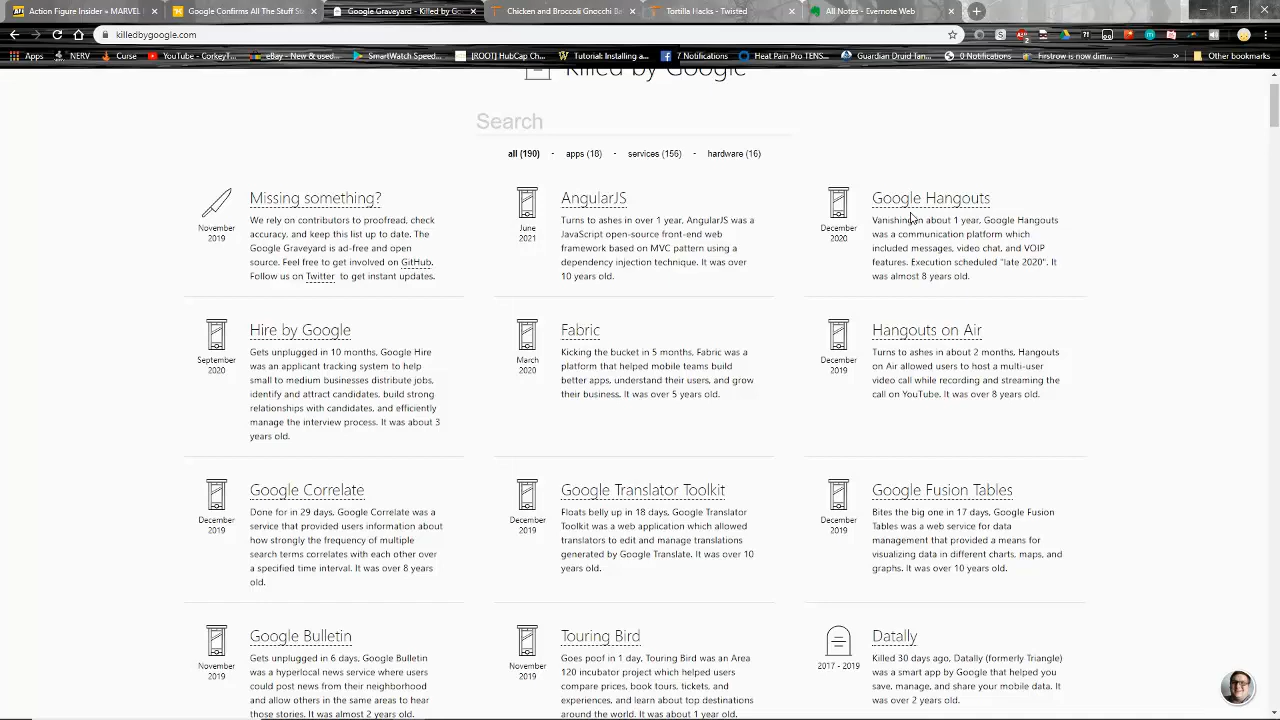 Action Figure Insider » MARVEL
Google Confirms All The Stuff St
Google Graveyard - Killed by Go
Chicken and Broccoli Gnocchi
Tortilla Hacks - Twisted
All Notes - Evernote We
killedbygoogle.com
Apps
NERV
Curse
YouTube - CorkeyT...
eBay - New & used...
SmartWatch Speed...
[ROOT] HubCap Ch...
Tutorial: Installing a...
7 Notifications
Heat Pain Pro TENS...
Guardian Druid Tan...
0 Notifications
Firstrow is now dim...
»
Other bookmarks
Killed by Google
Search
all (190) - apps (18) - services (156) - hardware (16)
Missing something?
November
2019
We rely on contributors to proofread, check
accuracy, and keep this list up to date. The
Google Graveyard is ad-free and open
source. Feel free to get involved on GitHub.
Follow us on Twitter to get instant updates.
AngularJS
June
2021
Turns to ashes in over 1 year, AngularJS was a
JavaScript open-source front-end web
framework based on MVC pattern using a
dependency injection technique. It was over
10 years old.
Google Hangouts
December
2020
Vanishing in about 1 year, Google Hangouts
was a communication platform which
included messages, video chat, and VOIP
features. Execution scheduled "late 2020". It
was almost 8 years old.
Hire by Google
September
2020
Gets unplugged in 10 months, Google Hire
was an applicant tracking system to help
small to medium businesses distribute jobs,
identify and attract candidates, build strong
relationships with candidates, and efficiently
manage the interview process. It was about 3
years old.
Fabric
March
2020
Kicking the bucket in 5 months, Fabric was a
platform that helped mobile teams build
better apps, understand their users, and grow
their business. It was over 5 years old.
Hangouts on Air
December
2019
Turns to ashes in about 2 months, Hangouts
on Air allowed users to host a multi-user
video call while recording and streaming the
call on YouTube. It was over 8 years old.
Google Correlate
December
2019
Done for in 29 days, Google Correlate was a
service that provided users information about
how strongly the frequency of multiple
search terms correlates with each other over
a specified time interval. It was over 8 years
old.
Google Translator Toolkit
December
2019
Floats belly up in 18 days, Google Translator
Toolkit was a web application which allowed
translators to edit and manage translations
generated by Google Translate. It was over 10
years old.
Google Fusion Tables
December
2019
Bites the big one in 17 days, Google Fusion
Tables was a web service for data
management that provided a means for
visualizing data in different charts, maps, and
graphs. It was over 10 years old.
Google Bulletin
November
2019
Gets unplugged in 6 days, Google Bulletin
was a hyperlocal news service where users
could post news from their neighborhood
and allow others in the same areas to hear
those stories. It was almost 2 years old.
Touring Bird
November
2019
Goes poof in 1 day, Touring Bird was an Area
120 incubator project which helped users
compare prices, book tours, tickets, and
experiences, and learn about top destinations
around the world. It was about 1 year old.
Datally
2017 - 2019
Killed 30 days ago, Datally (formerly Triangle)
was a smart app by Google that helped you
save, manage, and share your mobile data. It
was over 2 years old.